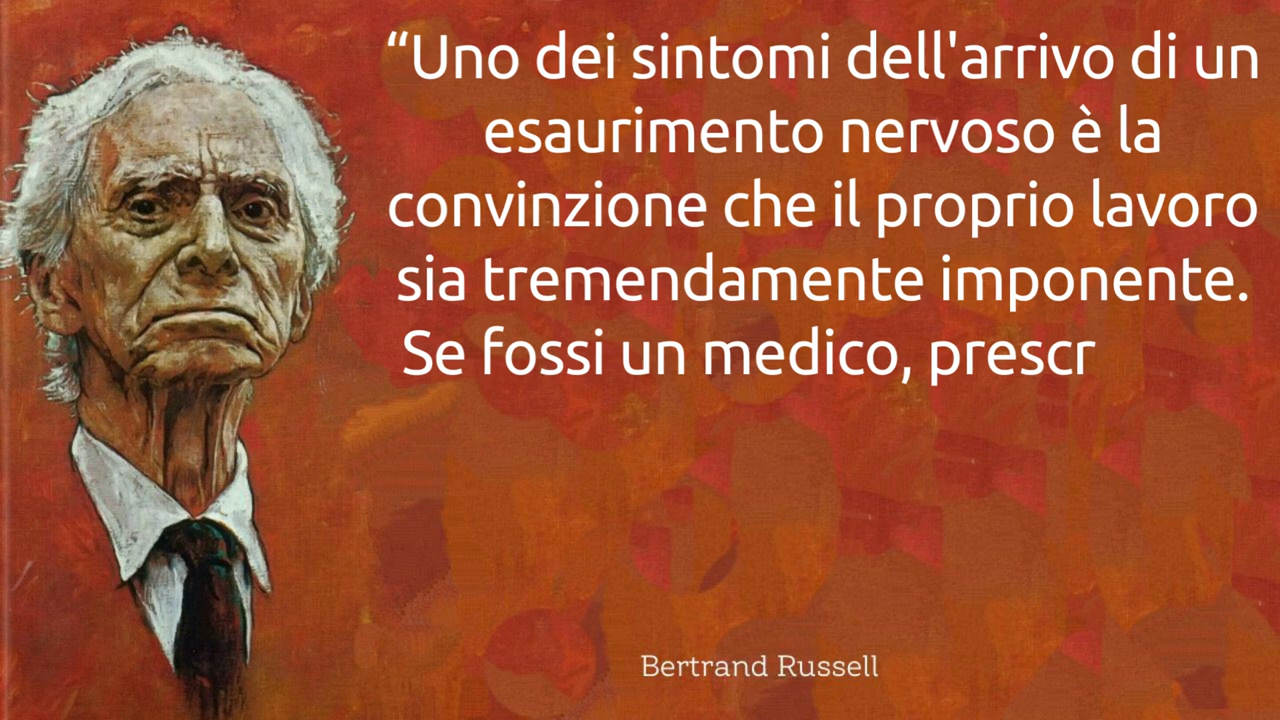 “Uno dei sintomi dell'arrivo di un
esaurimento nervoso è la
convinzione che il proprio lavoro
sia tremendamente imponente.
Se fossi un medico, prescr
Bertrand Russell